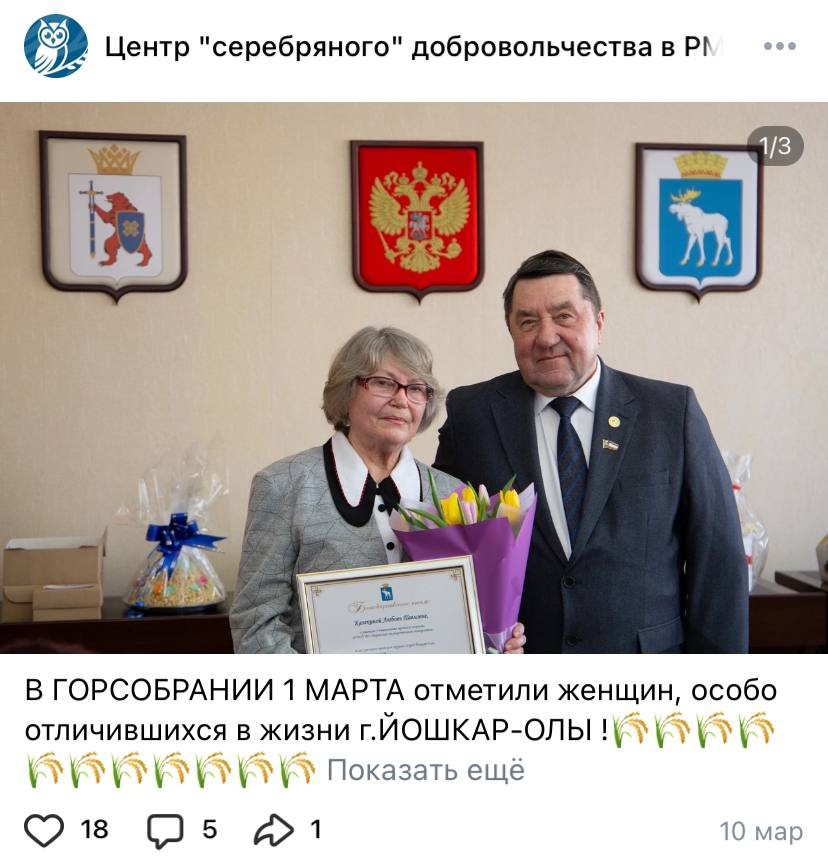 Центр "серебряного" добровольчества в РМ
1/3
Благодарственное письмо
В ГОРСОБРАНИИ 1 МАРТА отметили женщин, особо
отличившихся в жизни г.ЙОШКАР-ОЛЫ !
Показать ещё
18 5 1
10 мар